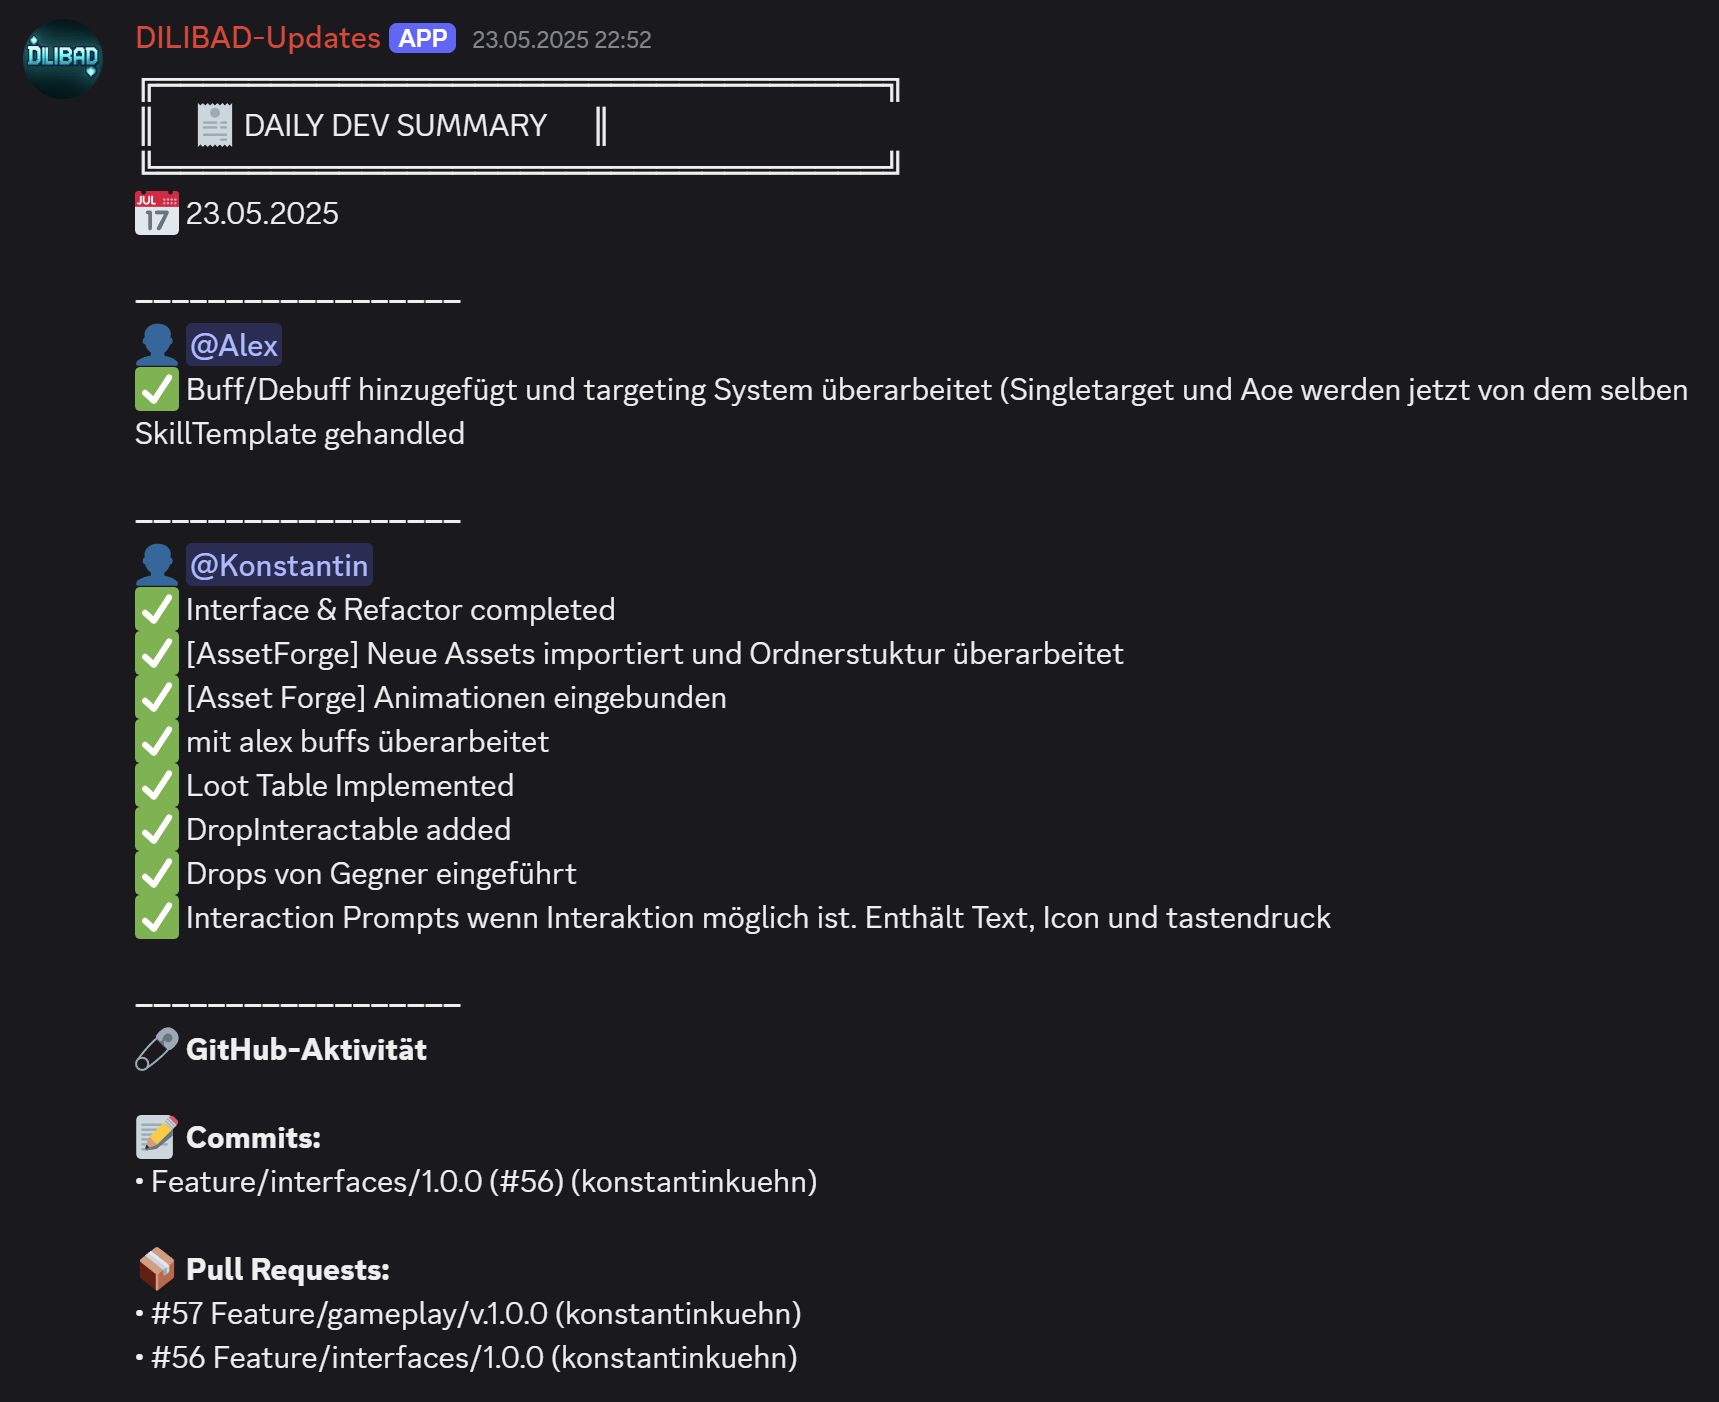 DILIBAD
DILIBAD-Updates APP 23.05.2025 22:52
DAILY DEV SUMMARY
JUL
17
23.05.2025
@Alex
Buff/Debuff hinzugefügt und targeting System überarbeitet (Singletarget und Aoe werden jetzt von dem selben
SkillTemplate gehandled
@Konstantin
Interface & Refactor completed
[AssetForge] Neue Assets importiert und Ordnerstuktur überarbeitet
[Asset Forge] Animationen eingebunden
mit alex buffs überarbeitet
Loot Table Implemented
DropInteractable added
Drops von Gegner eingeführt
Interaction Prompts wenn Interaktion möglich ist. Enthält Text, Icon und tastendruck
GitHub-Aktivität
Commits:
• Feature/interfaces/1.0.0 (#56) (konstantinkuehn)
Pull Requests:
• #57 Feature/gameplay/v.1.0.0 (konstantinkuehn)
• #56 Feature/interfaces/1.0.0 (konstantinkuehn)